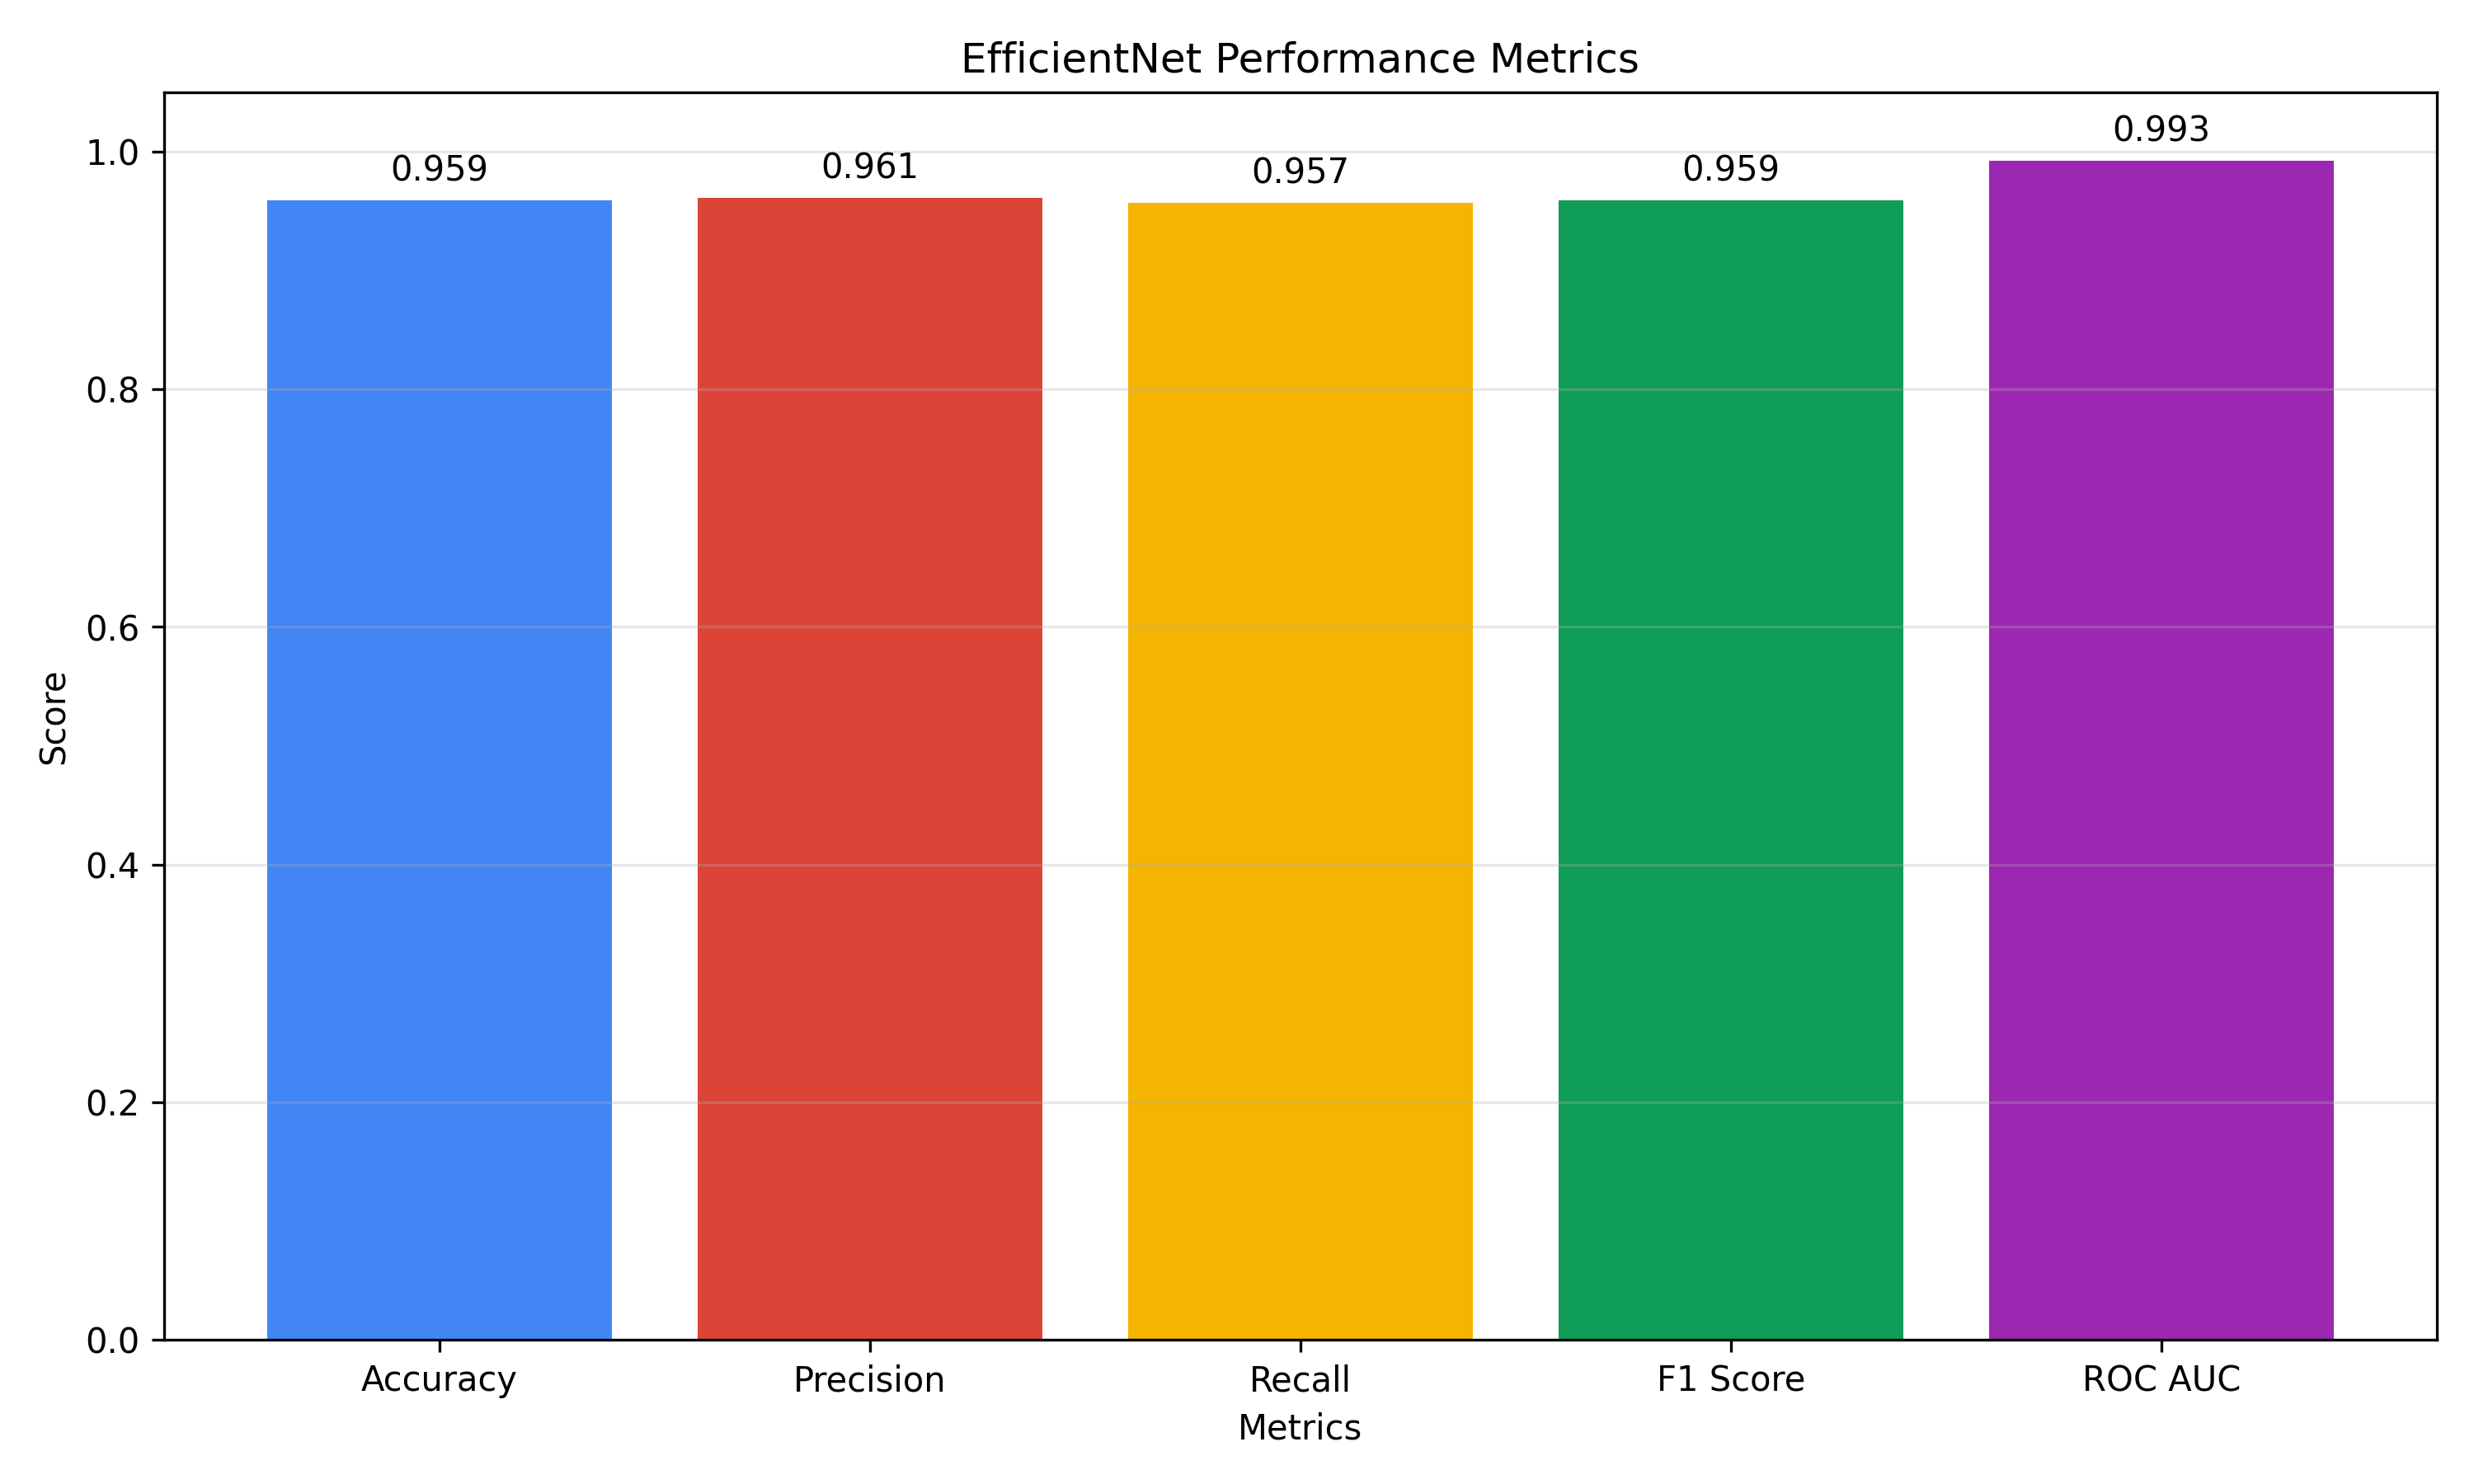 EfficientNet Performance Metrics
1.0
0.8
0.6
0.4
0.2
0.0
Score
0.959
0.961
0.957
0.959
0.993
Accuracy
Precision
Recall
F1 Score
ROC AUC
Metrics